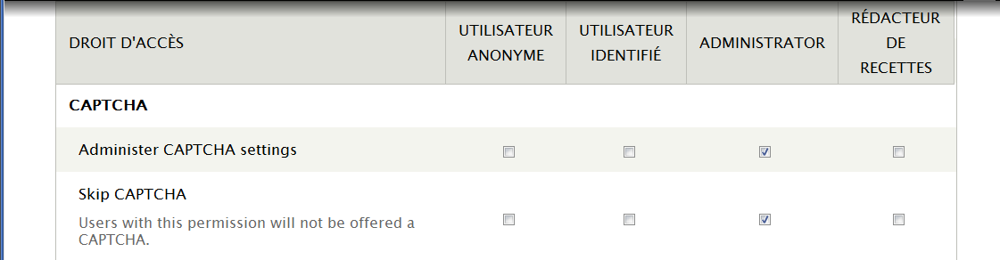 DROIT D'ACCÈS
UTILISATEUR
ANONYME
UTILISATEUR
IDENTIFIÉ
ADMINISTRATOR
RÉDACTEUR
DE
RECETTES
CAPTCHA
Administer CAPTCHA settings
Skip CAPTCHA
Users with this permission will not be offered a
CAPTCHA.